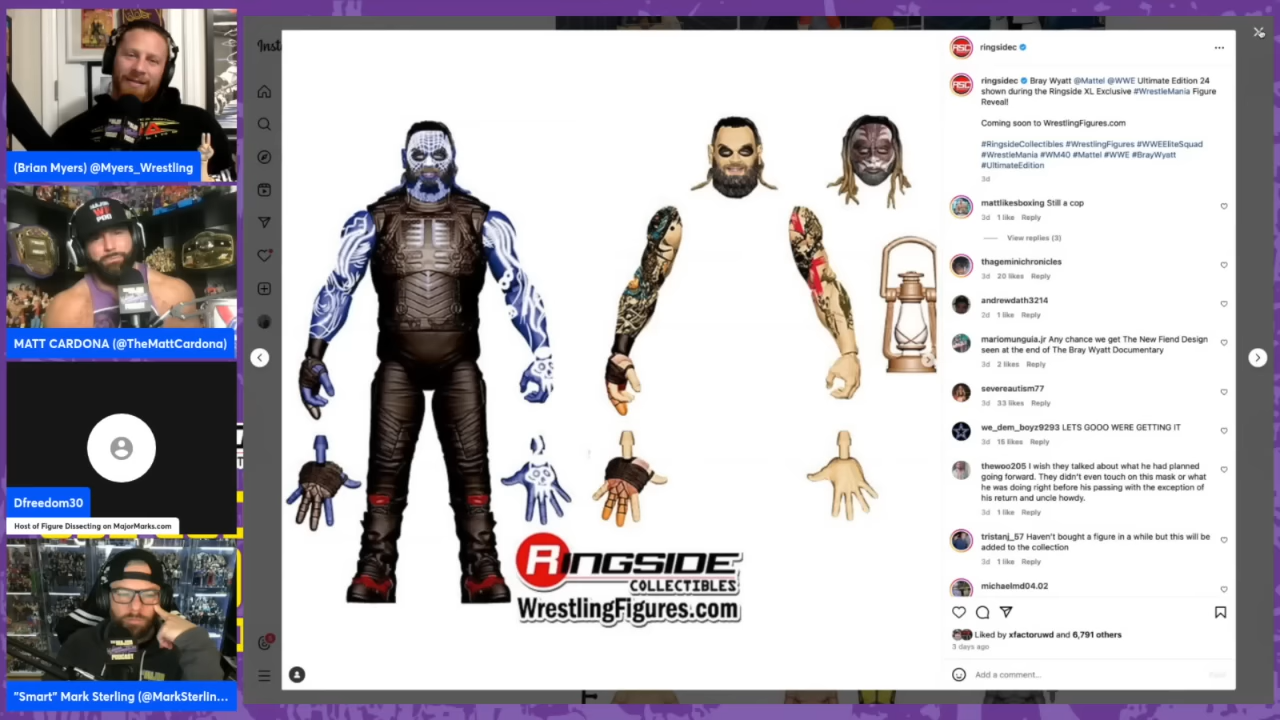 (Brian Myers) @Myers_Wrestling
MATT CARDONA (@TheMattCardona)
Dfreedom30
Host of Figure Dissecting on MajorMarks.com
"Smart" Mark Sterling (@MarkSterlin...
Inst
RINGSIDE
COLLECTIBLES
WrestlingFigures.com
RSC
ringsidec
RSC
ringsidec Bray Wyatt @Mattel @WWE Ultimate Edition 24
shown during the Ringside XL Exclusive #WrestleMania Figure
Reveal!
Coming soon to WrestlingFigures.com
#RingsideCollectibles #WrestlingFigures #WWEEliteSquad
#WrestleMania #WM40 #Mattel #WWE #BrayWyatt
#UltimateEdition
3d
mattlikesboxing Still a cop
3d 1 like Reply
View replies (3)
thageminichronicles
3d 20 likes Reply
andrewdath3214
2d 1 like Reply
mariomunguia.jr Any chance we get The New Fiend Design
seen at the end of The Bray Wyatt Documentary
3d 2 likes Reply
severeautism77
3d 33 likes Reply
we_dem_boyz9293 LETS GOOO WERE GETTING IT
3d 15 likes Reply
thewoo205 I wish they talked about what he had planned
going forward. They didn't even touch on this mask or what
he was doing right before his passing with the exception of
his return and uncle howdy.
3d 1 like Reply
tristanj_57 Haven't bought a figure in a while but this will be
added to the collection
3d 1 like Reply
michaelmd04.02
Liked by xfactoruwd and 6,791 others
3 days ago
Add a comment...
Post